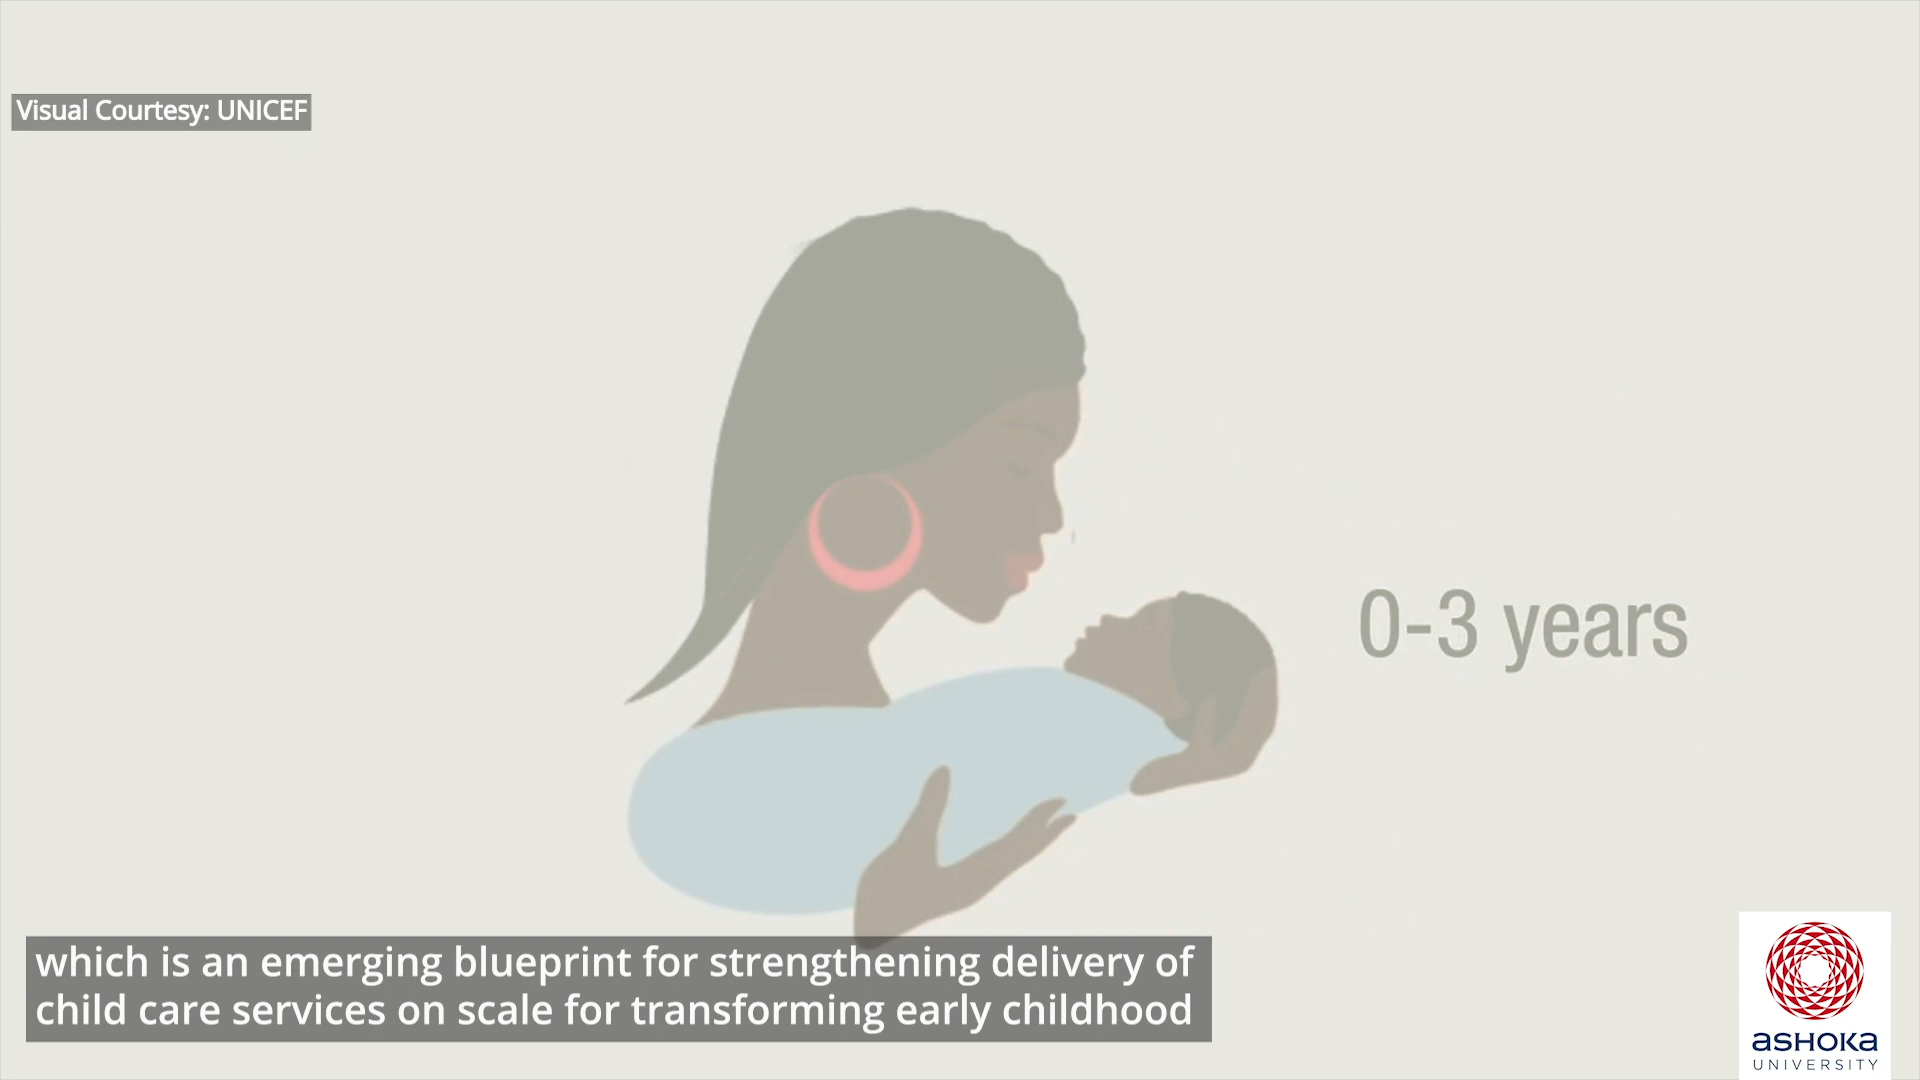 Visual Courtesy: UNICEF
0-3 years
which is an emerging blueprint for strengthening delivery of
child care services on scale for transforming early childhood
ASHOKA
UNIVERSITY